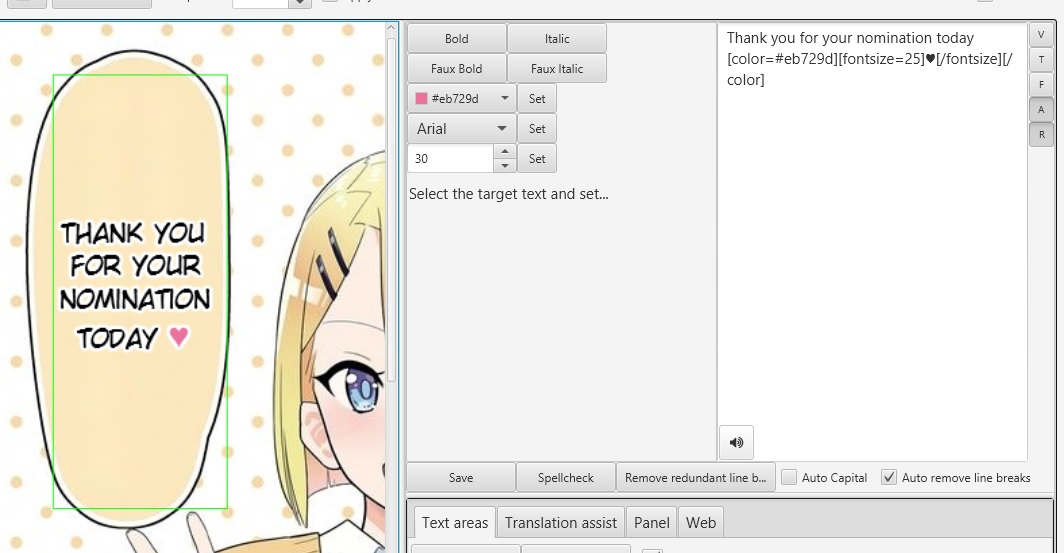 THANK YOU
FOR YOUR
NOMINATION
TODAY ♥
Bold
Italic
Faux Bold
Faux Italic
#eb729d
Set
Arial
Set
30
Set
Select the target text and set...
Thank you for your nomination today
[color=#eb729d][fontsize=25]♥[/fontsize][/
color]
V
T
F
A
R
Save
Spellcheck
Remove redundant line b...
Auto Capital
Auto remove line breaks
Text areas
Translation assist
Panel
Web